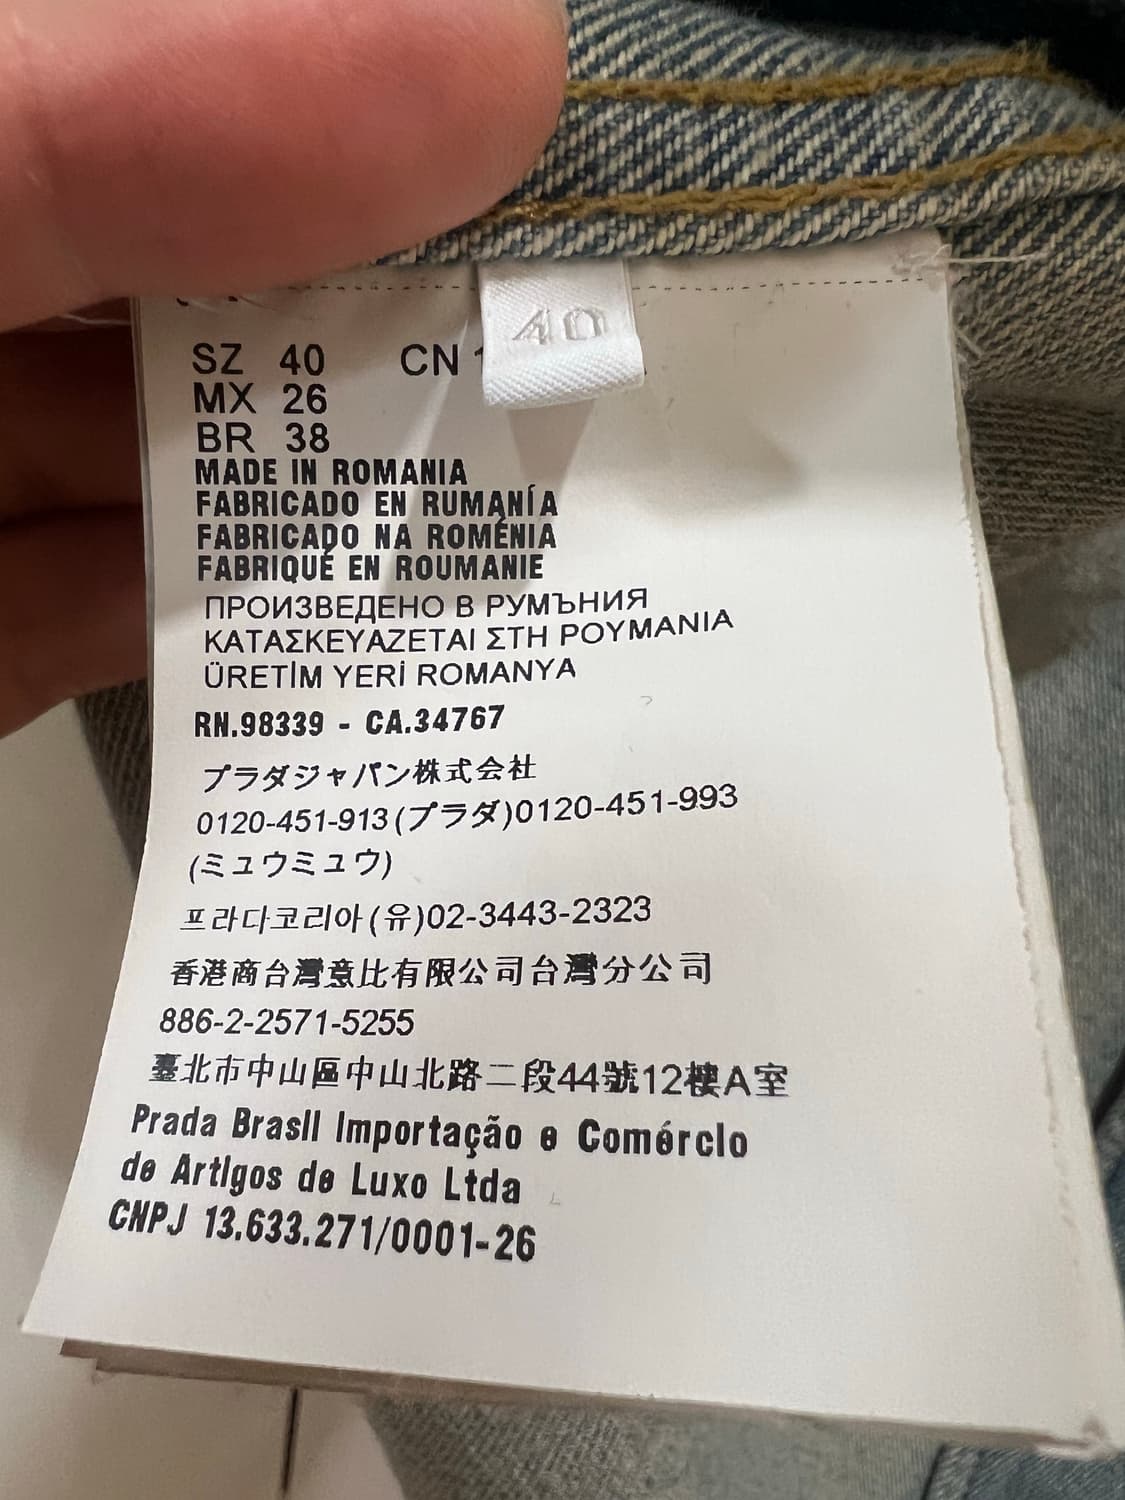 40
SZ 40 CN
MX 26
BR 38
MADE IN ROMANIA
FABRICADO EN RUMANÍA
FABRICADO NA ROMÉNIA
FABRIQUÉ EN ROUMANIE
ПРОИЗВЕДЕНО В РУМЪНИЯ
ΚΑΤΑΣΚΕΥΑΖΕΤΑΙ ΣΤΗ ΡΟΥΜΑΝΙΑ
ÜRETİM YERİ ROMANYA
RN.98339 - CA.34767
プラダジャパン株式会社
0120-451-913(プラダ)0120-451-993
(ミュウミュウ)
프라다코리아(유)02-3443-2323
香港商台灣意比有限公司台灣分公司
886-2-2571-5255
臺北市中山區中山北路二段44號12樓A室
Prada Brasil Importação e Comércio
de Artigos de Luxo Ltda
CNPJ 13.633.271/0001-26